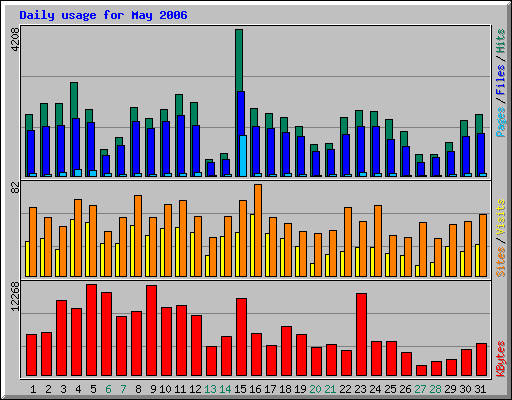 Daily usage for May 2006
4208
Pages / Files / Hits
82
Sites / Visits
12268
KBytes
1 2 3 4 5 6 7 8 9 10 11 12 13 14 15 16 17 18 19 20 21 22 23 24 25 26 27 28 29 30 31